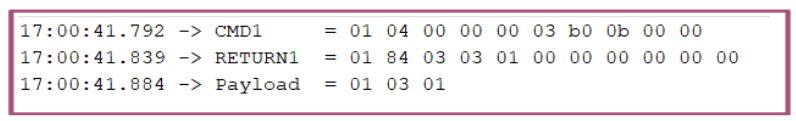 17:00:41.792 -> CMD1 = 01 04 00 00 00 03 b0 0b 00 00
17:00:41.839 -> RETURN1 = 01 84 03 03 01 00 00 00 00 00 00
17:00:41.884 -> Payload = 01 03 01